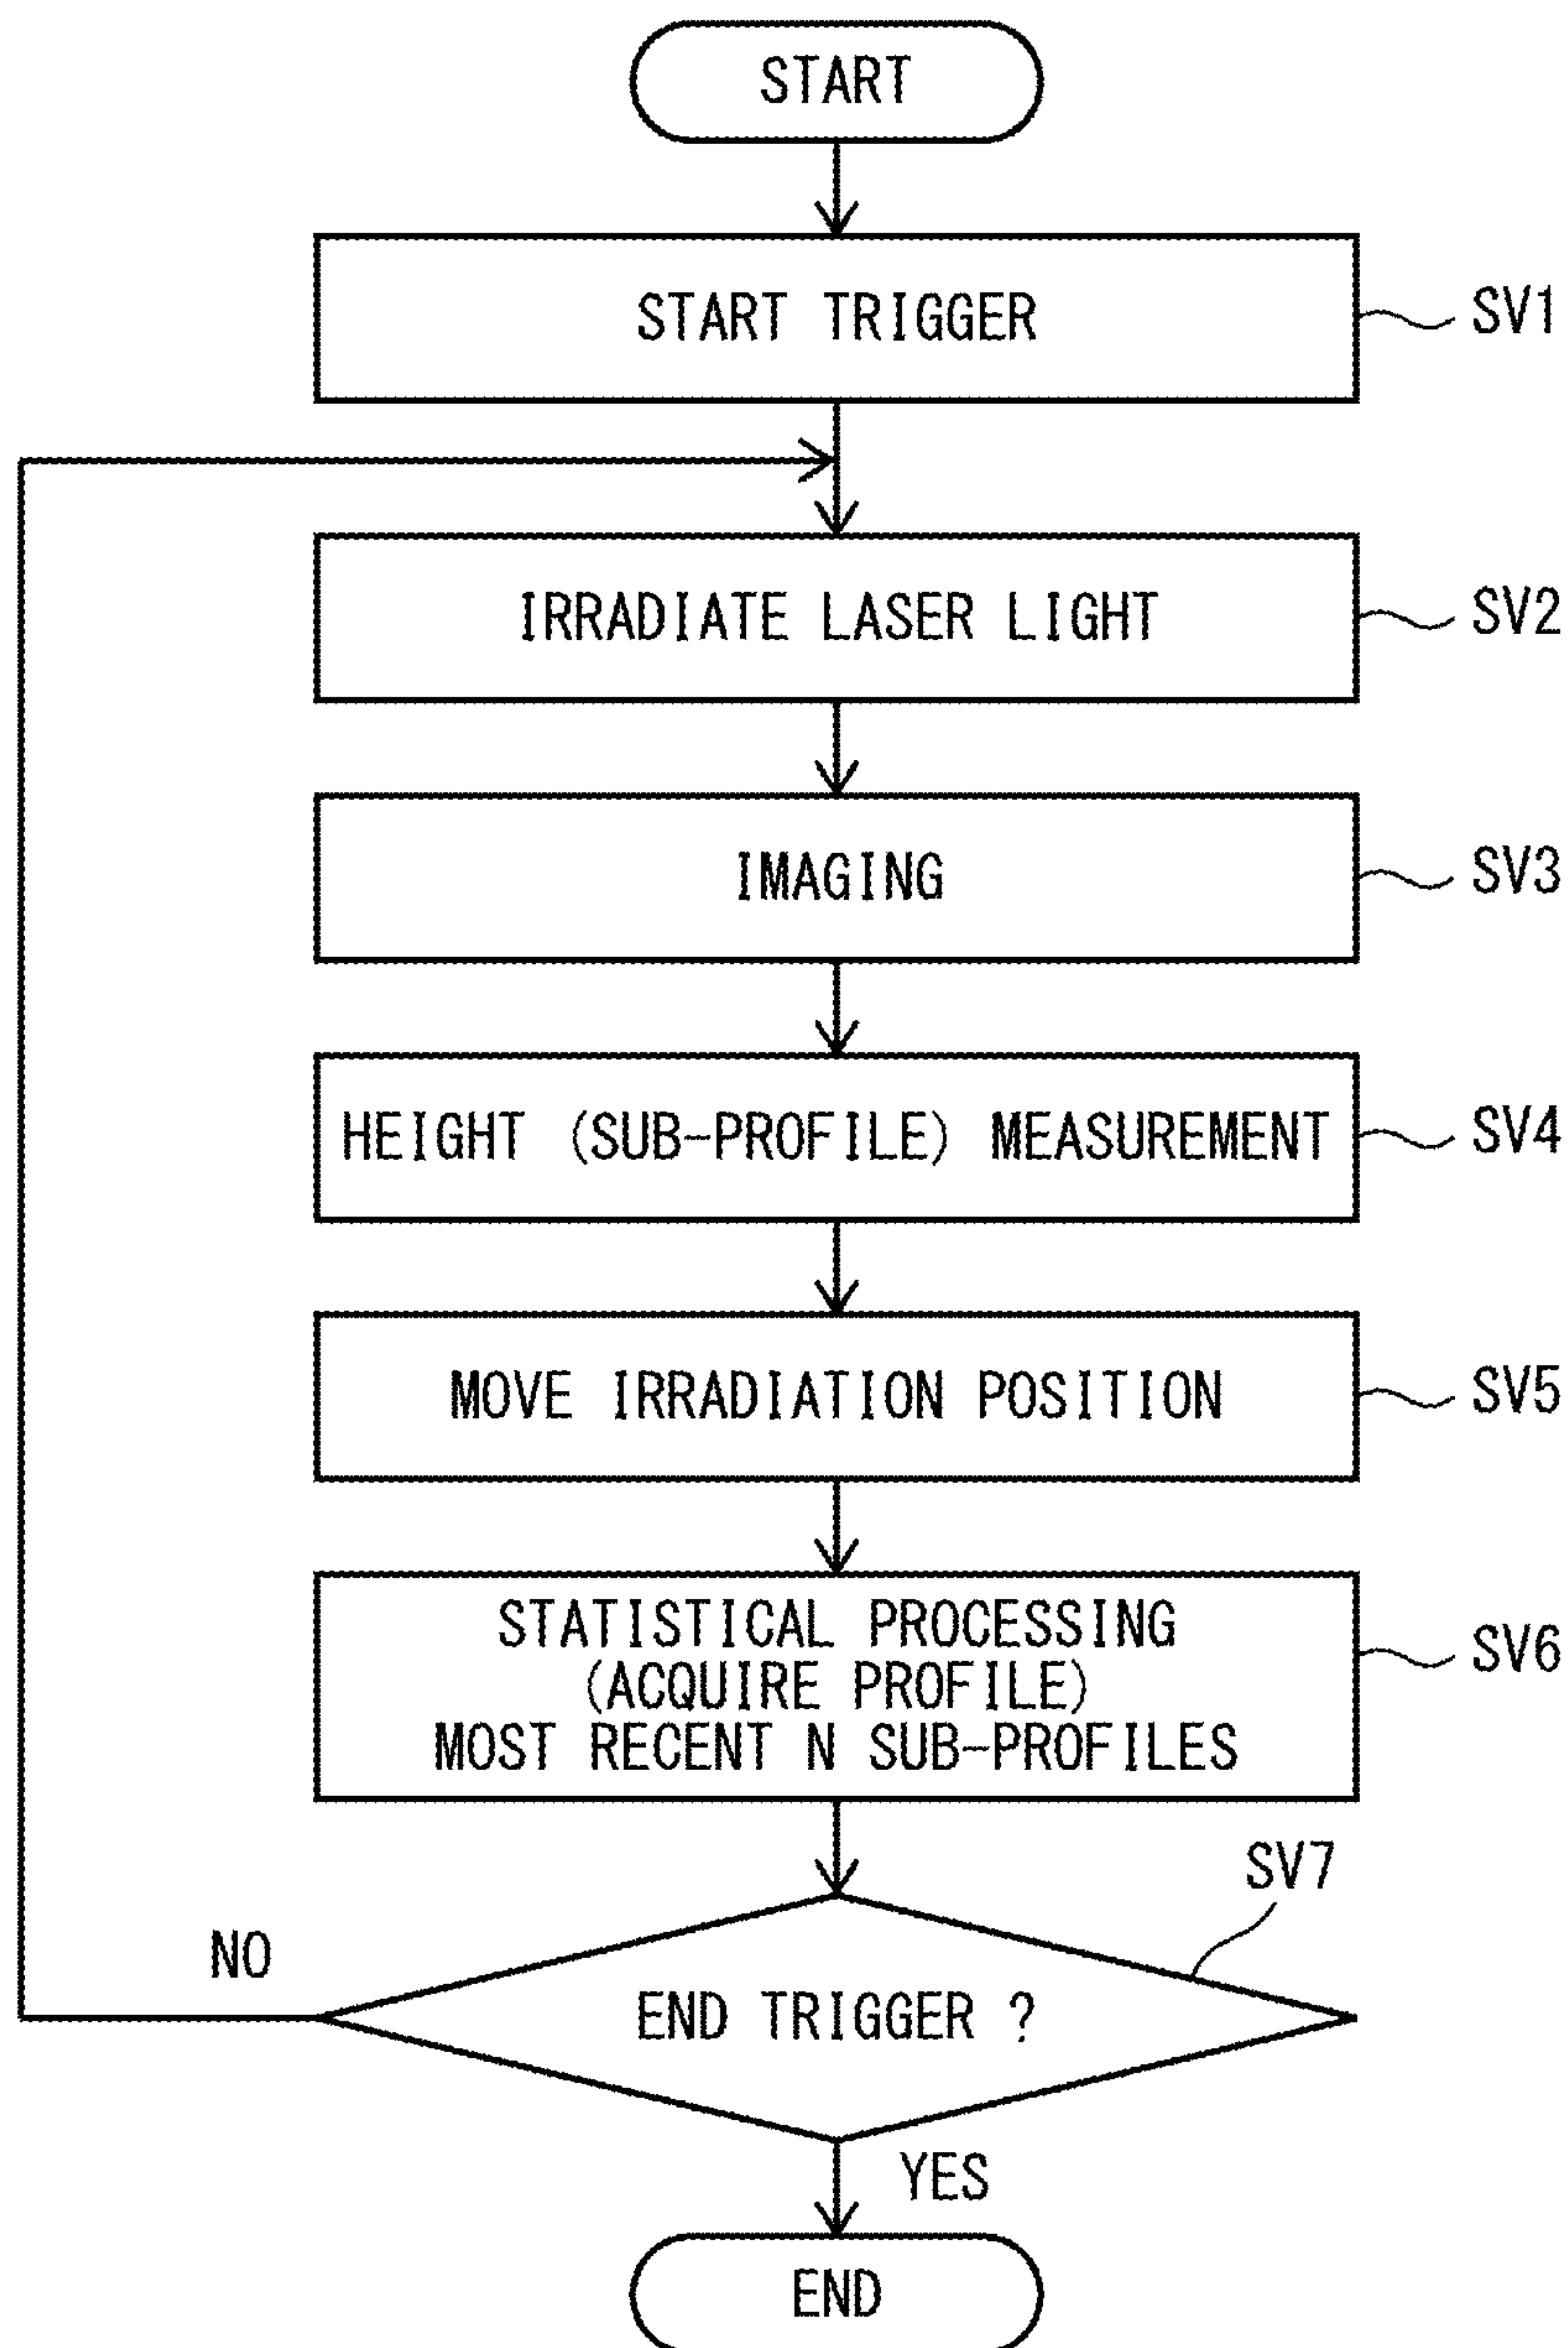 START
START TRIGGER
SV1
IRRADIATE LASER LIGHT
SV2
IMAGING
SV3
HEIGHT (SUB-PROFILE) MEASUREMENT
SV4
MOVE IRRADIATION POSITION
SV5
STATISTICAL PROCESSING
(ACQUIRE PROFILE)
MOST RECENT N SUB-PROFILES
SV6
SV7
NO
END TRIGGER ?
YES
END